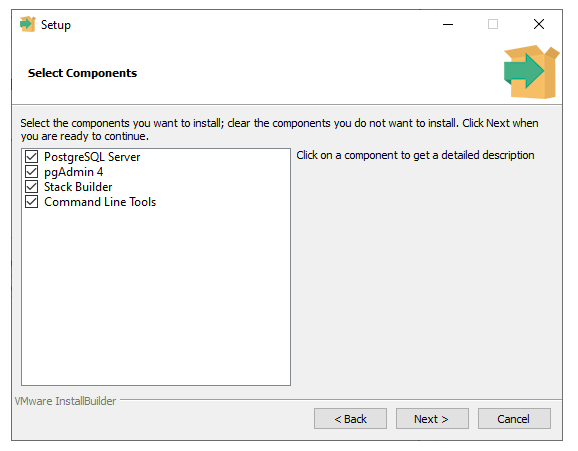 Setup
Select Components
Select the components you want to install; clear the components you do not want to install. Click Next when
you are ready to continue.
PostgreSQL Server
pgAdmin 4
Stack Builder
Command Line Tools
Click on a component to get a detailed description
VMware InstallBuilder
< Back
Next >
Cancel